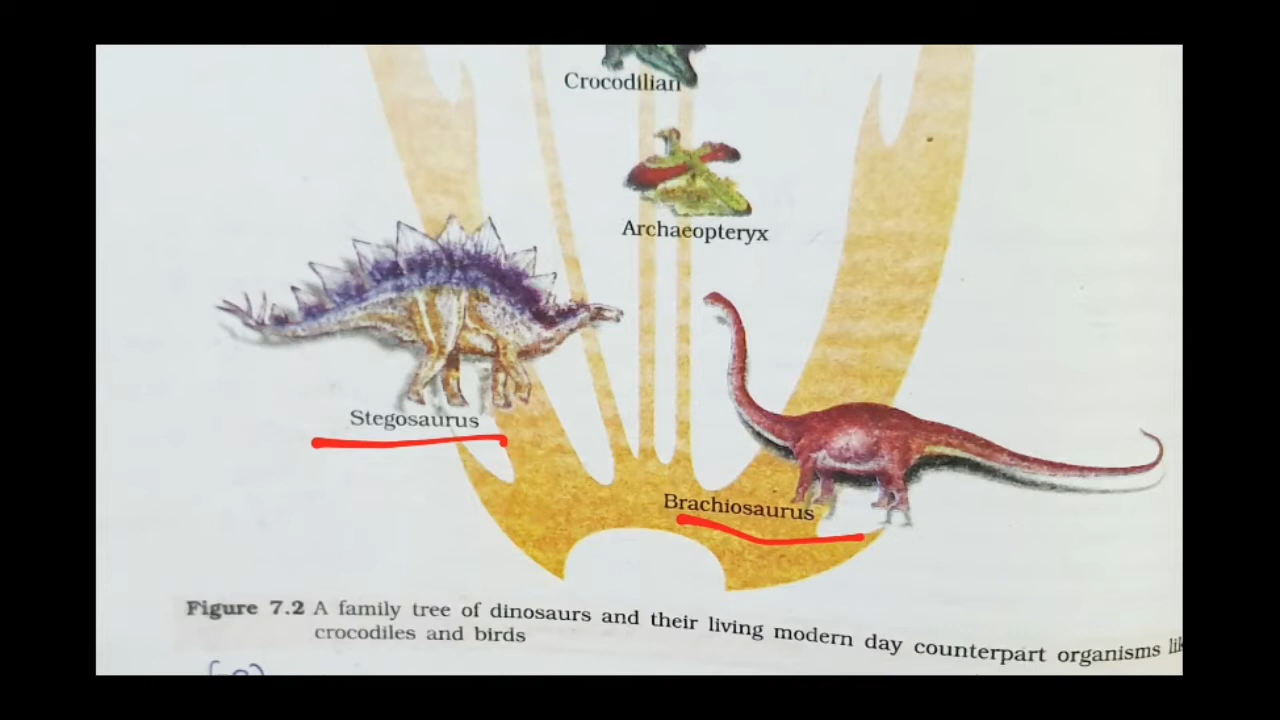 Crocodilian
Archaeopteryx
Stegosaurus
Brachiosaurus
Figure 7.2 A family tree of dinosaurs and their living modern day counterpart organisms
crocodiles and birds